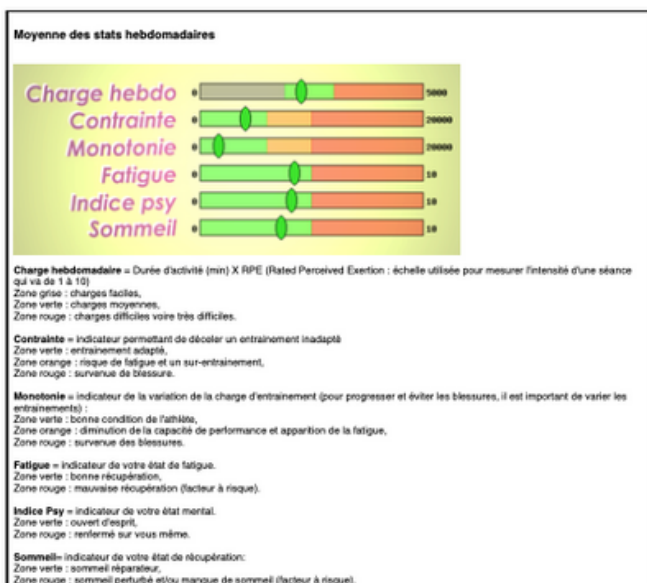 Moyenne des stats hebdomadaires
Charge hebdo 0 5000
Contrainte 0 20000
Monotonie 0 20000
Fatigue 0 10
Indice psy 0 10
Sommeil 0 10
Charge hebdomadaire = Durée d'activité (min) X RPE (Rated Perceived Exertion : échelle utilisée pour mesurer l'intensité d'une séance
qui va de 1 à 10)
Zone grise : charges faciles,
Zone verte : charges moyennes,
Zone rouge : charges difficiles voire très difficiles.
Contrainte = indicateur permettant de déceler un entrainement inadapté
Zone verte : entrainement adapté,
Zone orange : risque de fatigue et un sur-entrainement,
Zone rouge : survenue de blessure.
Monotonie = indicateur de la variation de la charge d'entrainement (pour progresser et éviter les blessures, il est important de varier les
entrainements) :
Zone verte : bonne condition de l'athlète,
Zone orange : diminution de la capacité de performance et apparition de la fatigue,
Zone rouge : survenue des blessures.
Fatigue = indicateur de votre état de fatigue.
Zone verte : bonne récupération,
Zone rouge : mauvaise récupération (facteur à risque).
Indice Psy = indicateur de votre état mental.
Zone verte : ouvert d'esprit,
Zone rouge : renfermé sur vous même.
Sommeil= indicateur de votre état de récupération:
Zone verte : sommeil réparateur,
Zone rouge : sommeil perturbé et/ou manque de sommeil (facteur à risque).